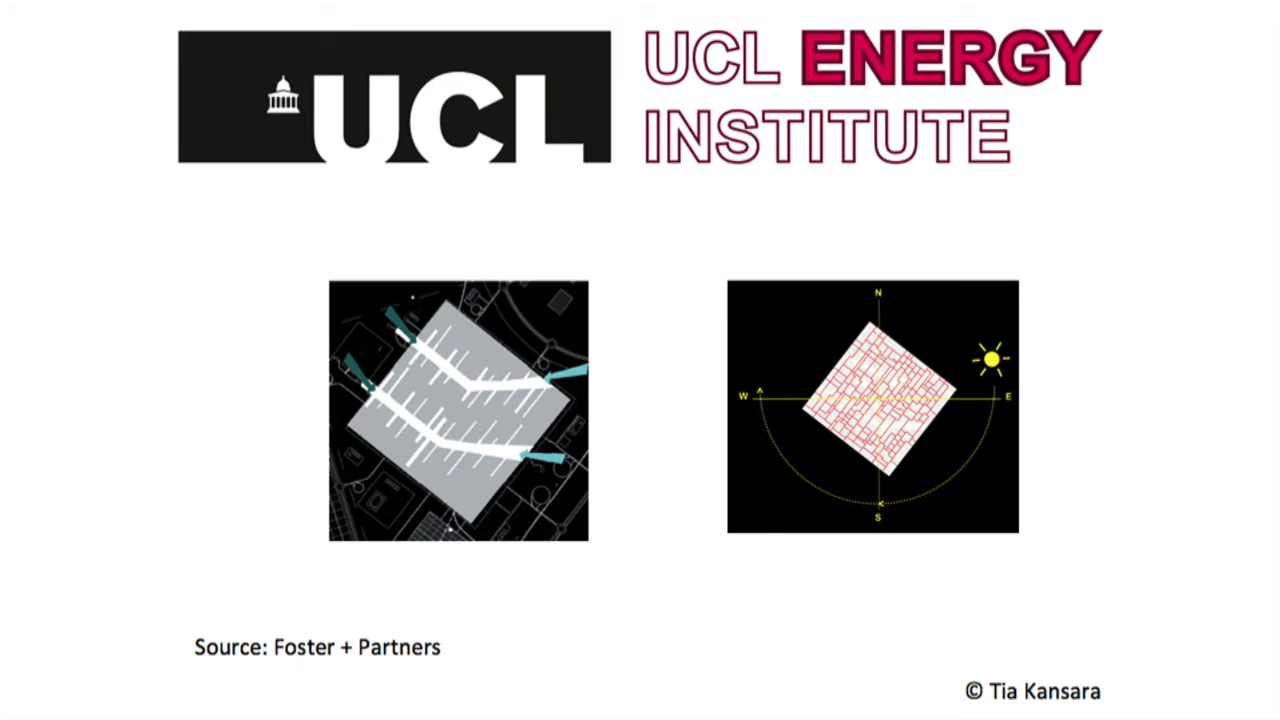 UCL
UCL ENERGY
INSTITUTE
N
W
E
S
Source: Foster + Partners
© Tia Kansara